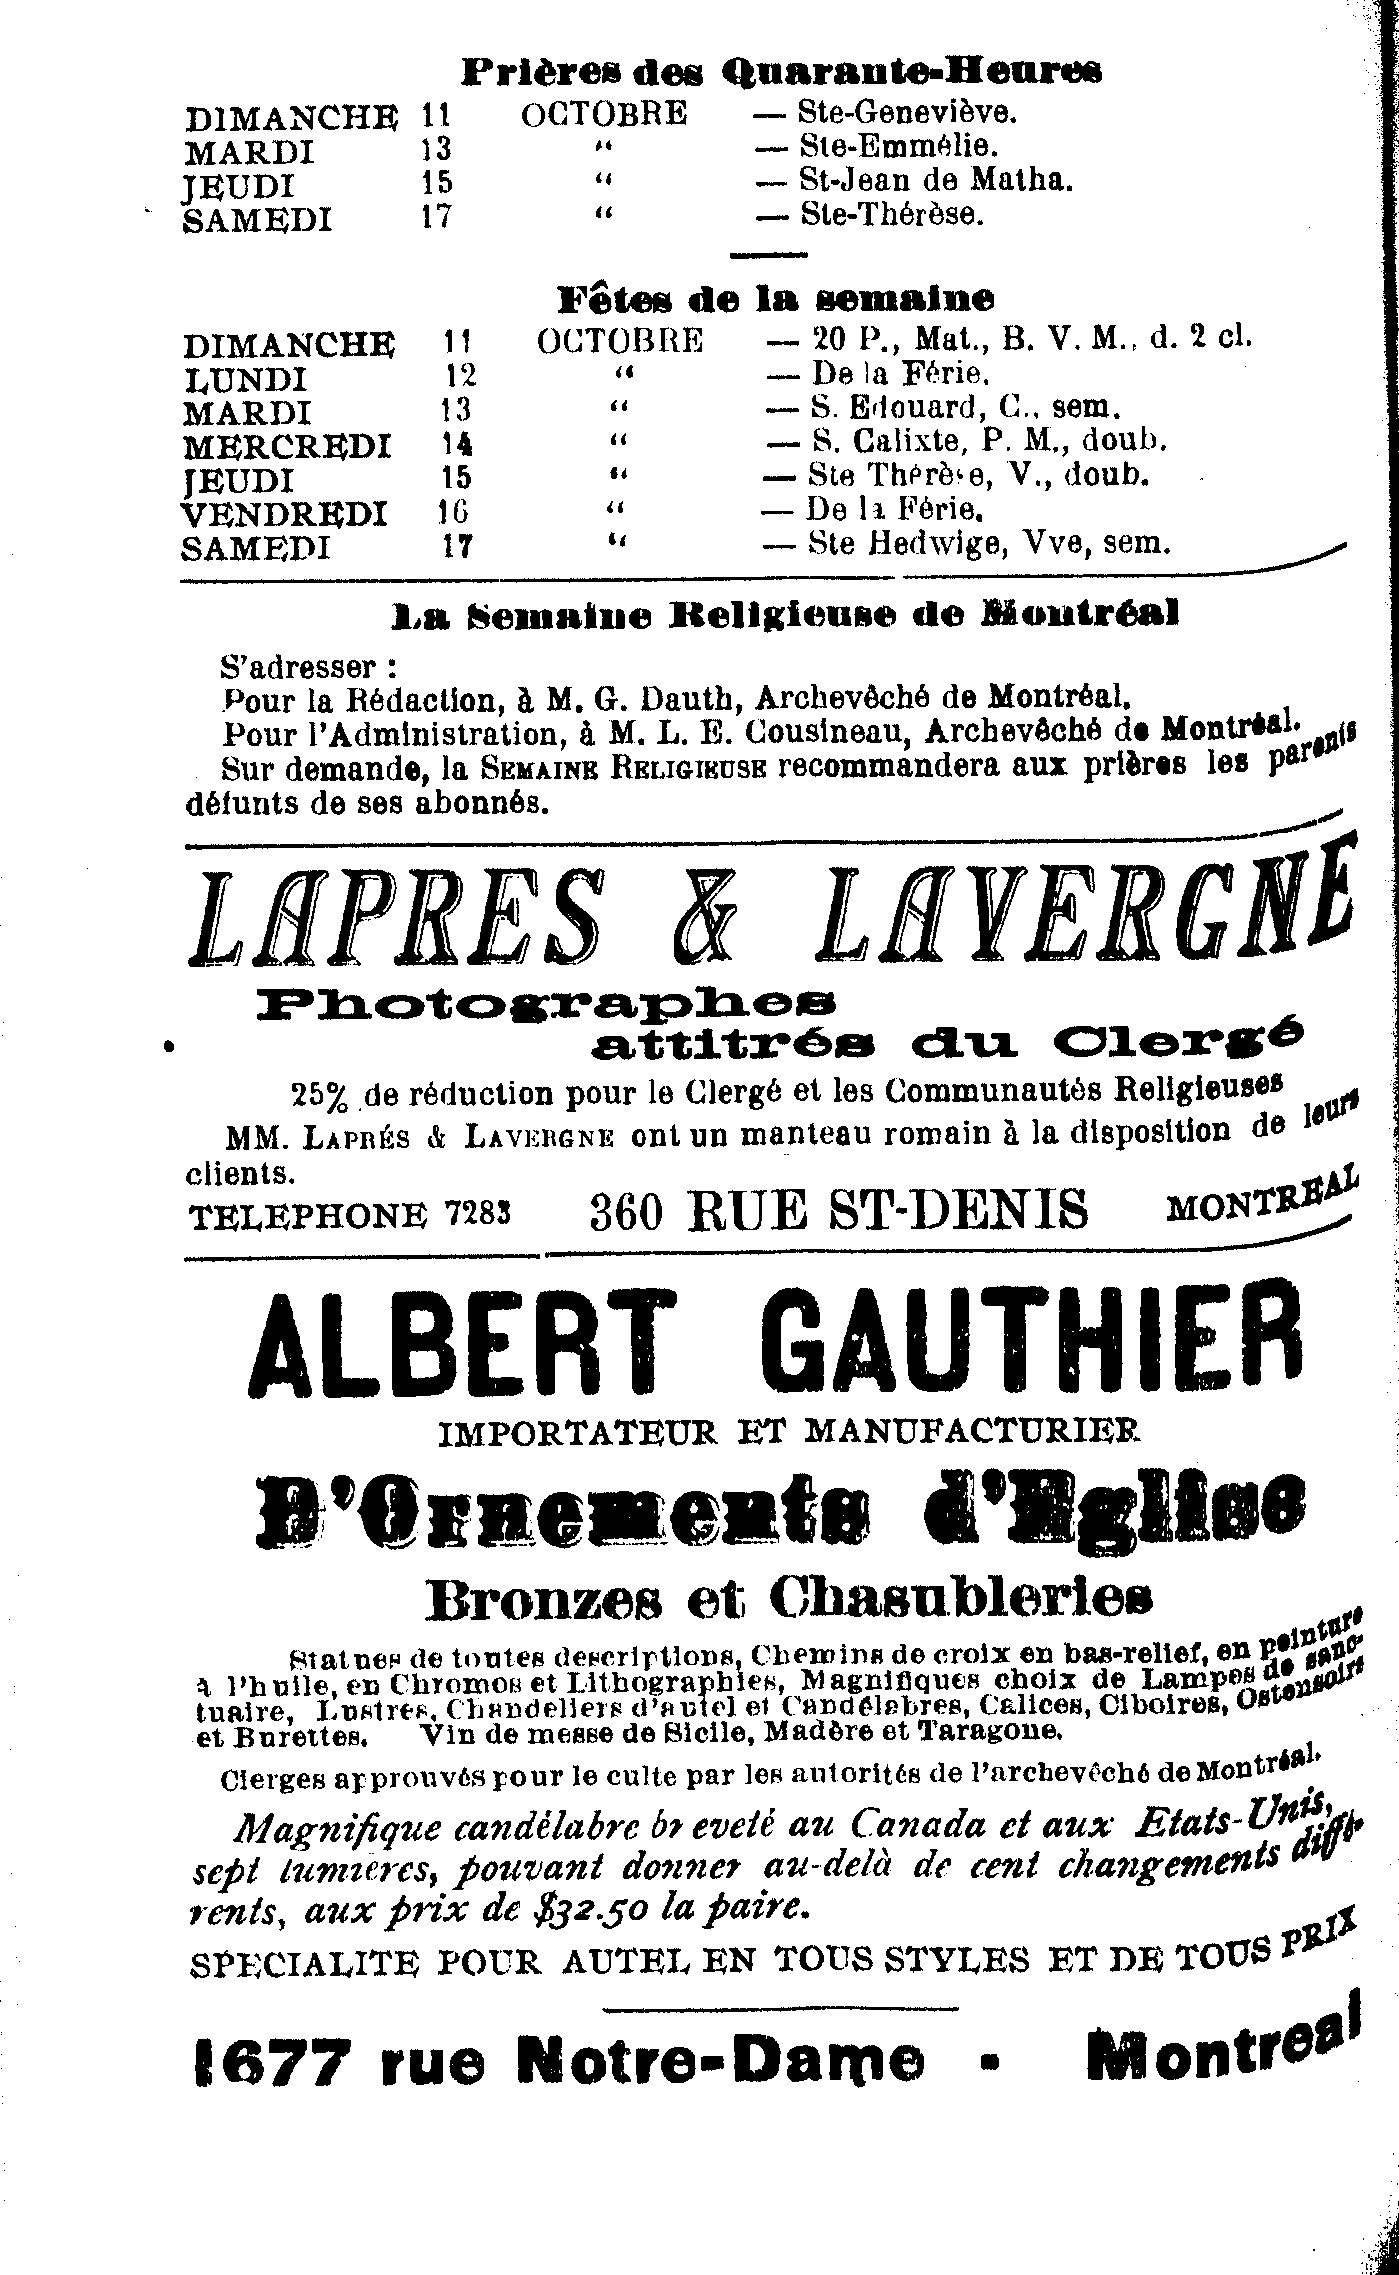 Prières des Quarante-Heures
DIMANCHE 11 OCTOBRE — Ste-Geneviève.
MARDI 13 “ — Ste-Emmélie.
JEUDI 15 “ — St-Jean de Matha.
SAMEDI 17 “ — Ste-Thérèse.
Fêtes de la semaine
DIMANCHE 11 OCTOBRE — 20 P., Mat., B. V. M., d. 2 cl.
LUNDI 12 “ — De la Férie.
MARDI 13 “ — S. Edouard, C., sem.
MERCREDI 14 “ — S. Calixte, P. M., doub.
JEUDI 15 “ — Ste Thérèse, V., doub.
VENDREDI 16 “ — De la Férie.
SAMEDI 17 “ — Ste Hedwige, Vve, sem.
La Semaine Religieuse de Montréal
S’adresser :
Pour la Rédaction, à M. G. Dauth, Archevêché de Montréal.
Pour l’Administration, à M. L. E. Cousineau, Archevêché de Montréal.
Sur demande, la SEMAINE RELIGIEUSE recommandera aux prières les parents
défunts de ses abonnés.
LAPRES & LAVERGNE
Photographes
attitrés du Clergé
25% de réduction pour le Clergé et les Communautés Religieuses
MM. LAPRÉS & LAVERGNE ont un manteau romain à la disposition de leurs
clients.
TELEPHONE 7283 360 RUE ST-DENIS MONTREAL
ALBERT GAUTHIER
IMPORTATEUR ET MANUFACTURIER
D’Ornements d’Eglise
Bronzes et Chasubleries
Statues de toutes descriptions, Chemins de croix en bas-relief, en peinture
à l’huile, en Chromos et Lithographies, Magnifiques choix de Lampes de sanc-
tuaire, Lustres, Chandeliers d’autel et Candélabres, Calices, Ciboires, Ostensoirs
et Burettes. Vin de messe de Sicile, Madère et Taragone.
Cierges approuvés pour le culte par les autorités de l’archevêché de Montréal.
Magnifique candélabre breveté au Canada et aux Etats-Unis,
sept lumières, pouvant donner au-delà de cent changements diffé-
rents, aux prix de $32.50 la paire.
SPECIALITE POUR AUTEL EN TOUS STYLES ET DE TOUS PRIX
1677 rue Notre-Dame - Montreal